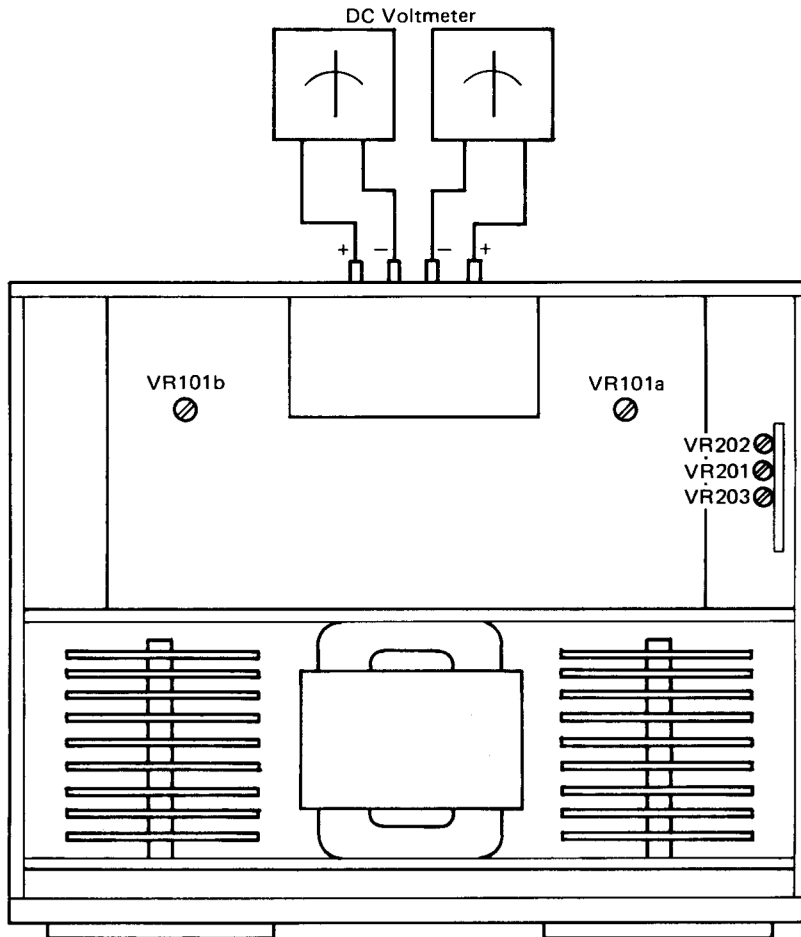 DC Voltmeter
+ − − +
VR101b
VR101a
VR202
VR201
VR203